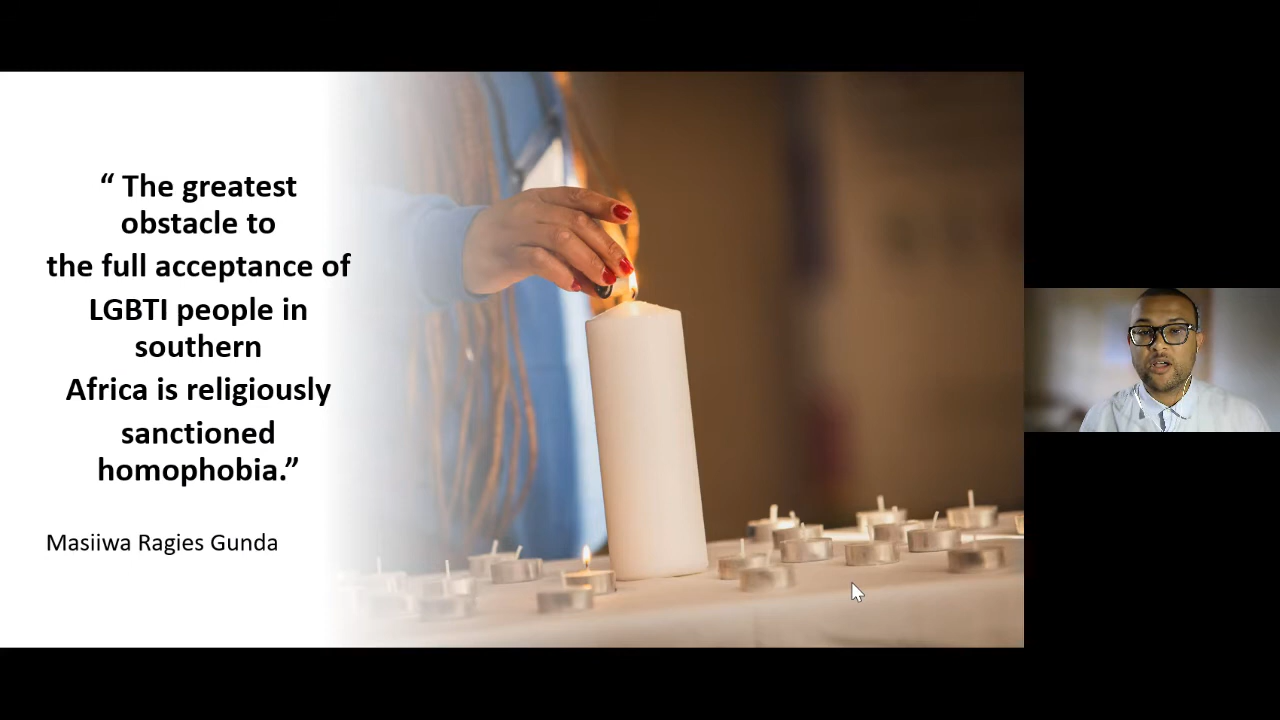 “ The greatest
obstacle to
the full acceptance of
LGBTI people in
southern
Africa is religiously
sanctioned
homophobia.”
Masiiwa Ragies Gunda